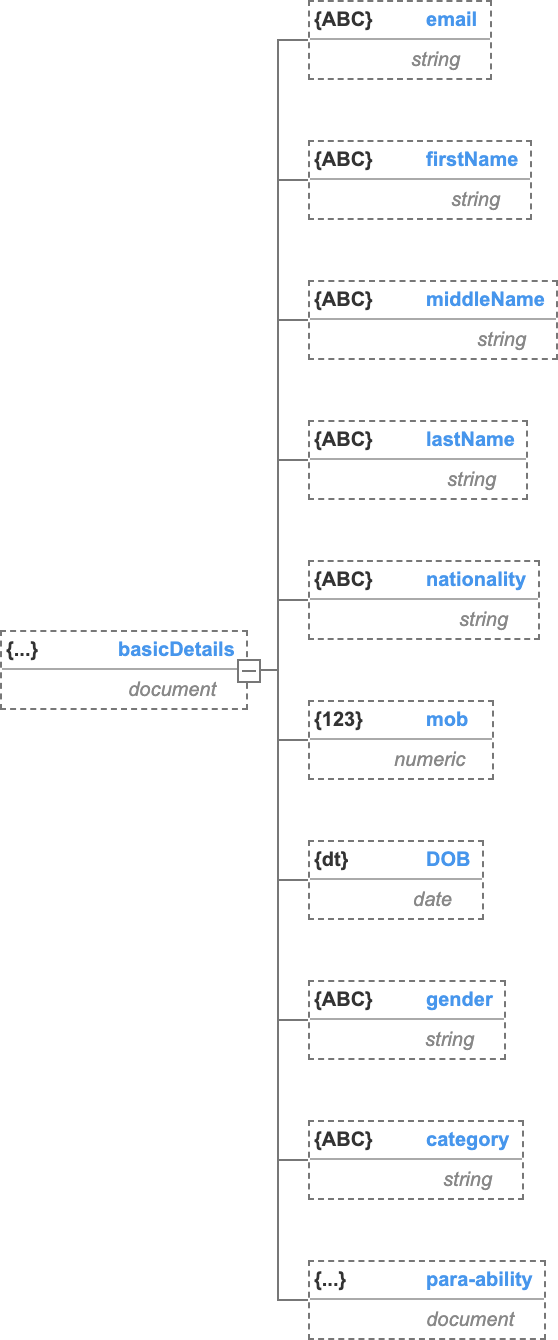 {ABC} email
string
{ABC} firstName
string
{ABC} middleName
string
{ABC} lastName
string
{ABC} nationality
string
{...} basicDetails
document
{123} mob
numeric
{dt} DOB
date
{ABC} gender
string
{ABC} category
string
{...} para-ability
document